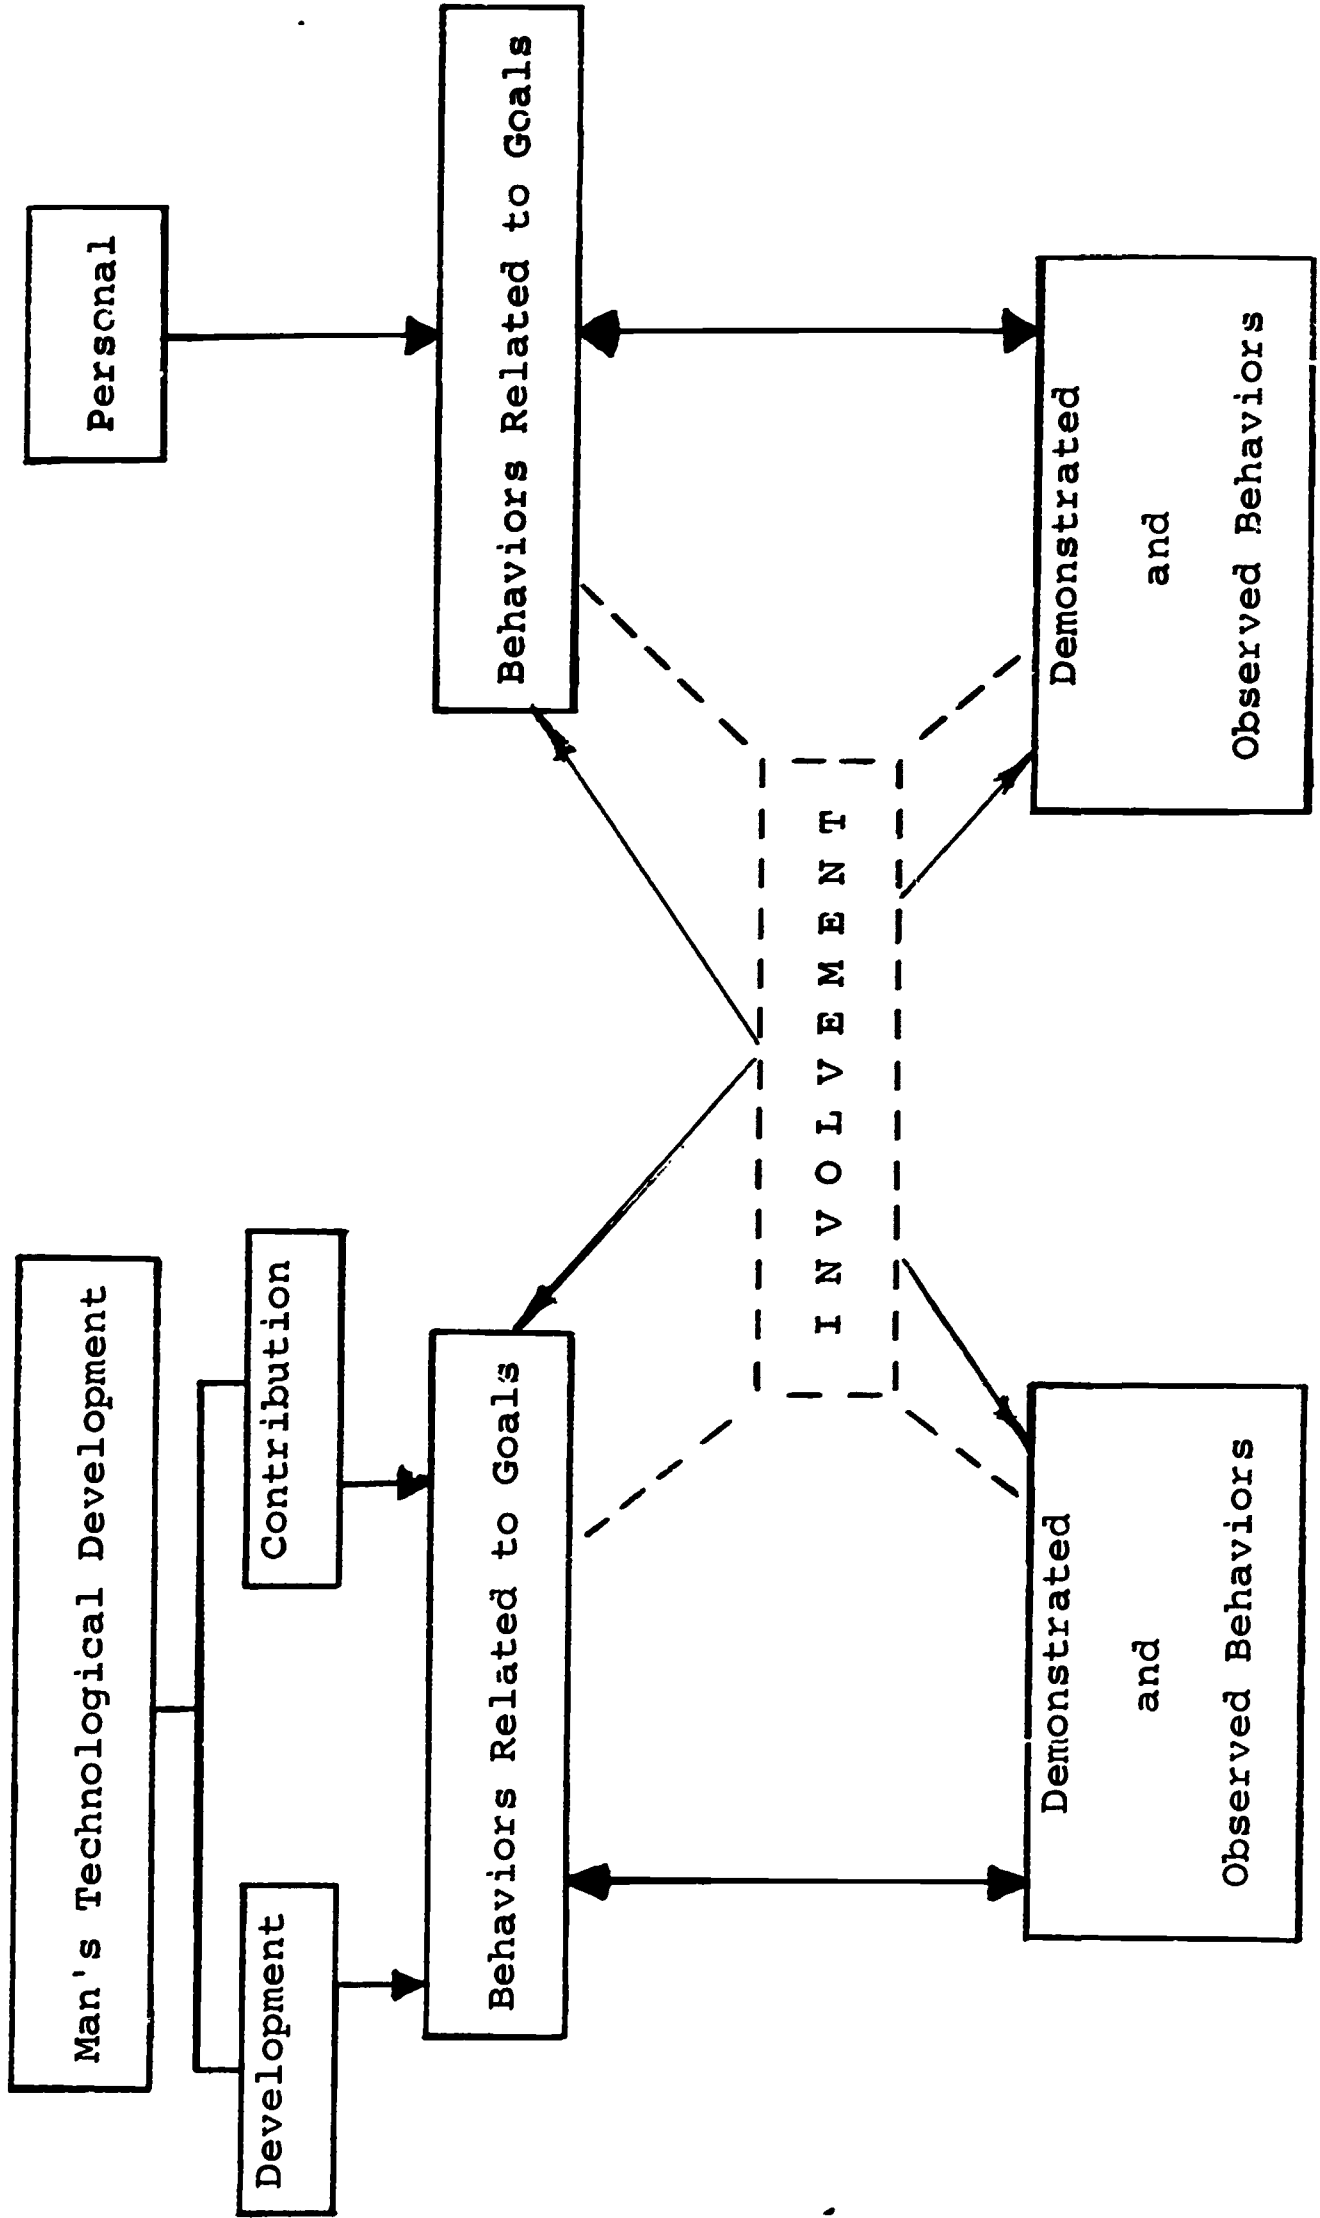 Man's Technological Development
Personal
Development
Contribution
Behaviors Related to Goals
Behaviors Related to Goals
INVOLVEMENT
Demonstrated
and
Observed Behaviors
Demonstrated
and
Observed Behaviors